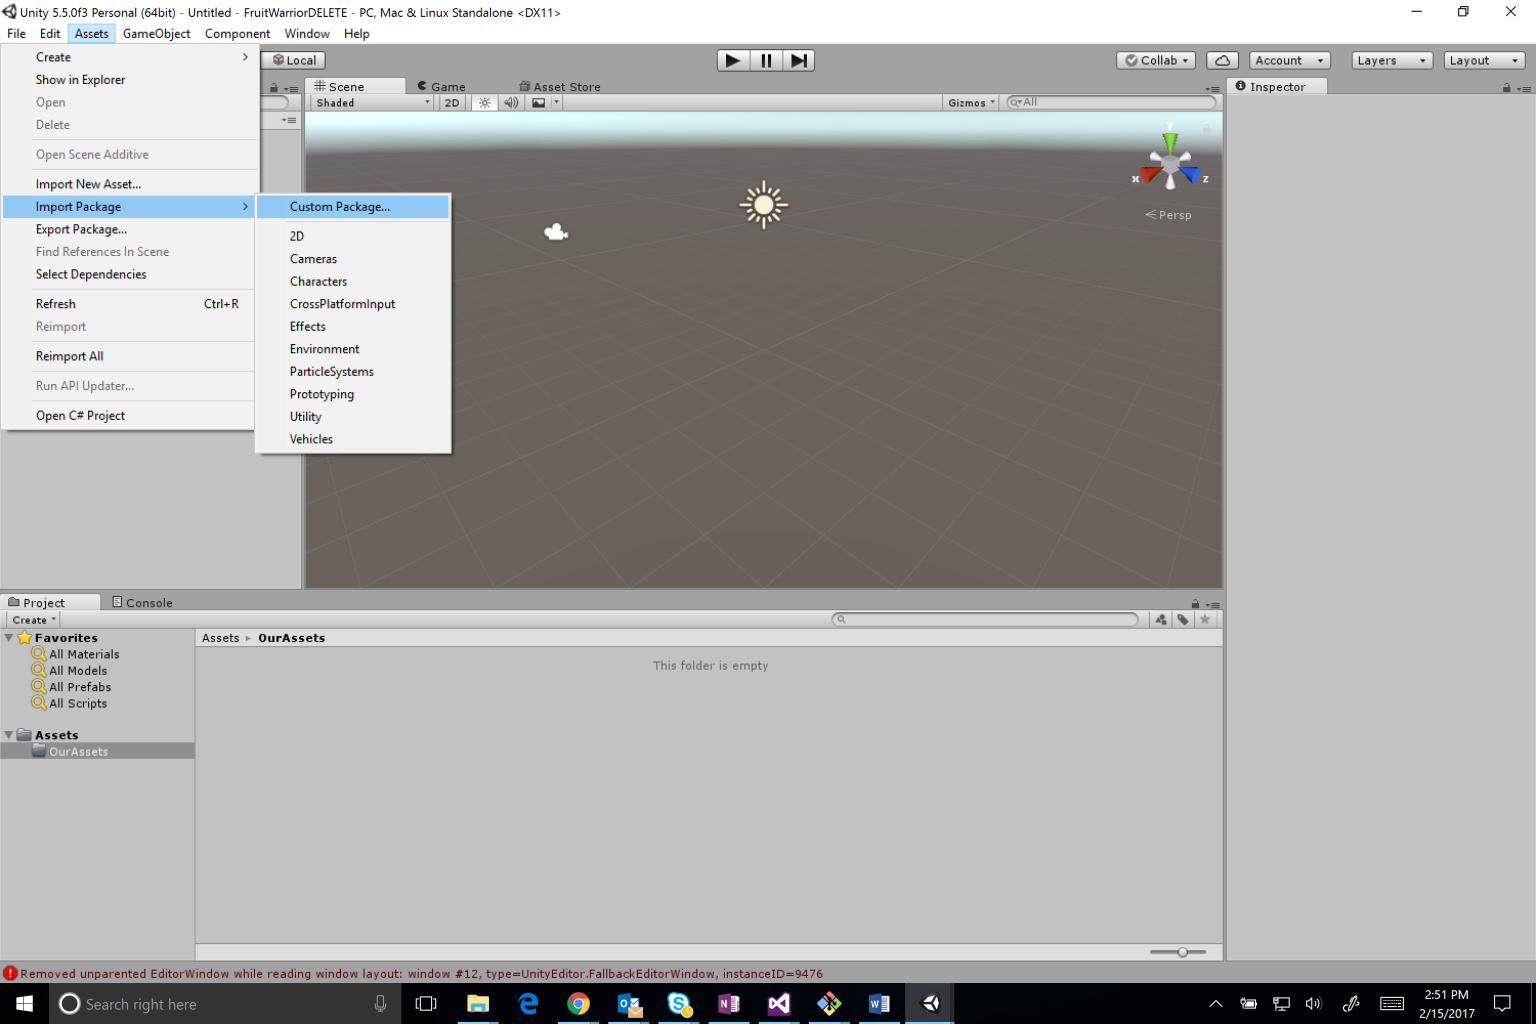 Unity 5.5.0f3 Personal (64bit) - Untitled - FruitWarriorDELETE - PC, Mac & Linux Standalone <DX11>
File Edit Assets GameObject Component Window Help
Local
Collab
Account
Layers
Layout
Create
Show in Explorer
Open
Delete
Open Scene Additive
Import New Asset...
Import Package
Export Package...
Find References In Scene
Select Dependencies
Refresh Ctrl+R
Reimport
Reimport All
Run API Updater...
Open C# Project
Custom Package...
2D
Cameras
Characters
CrossPlatformInput
Effects
Environment
ParticleSystems
Prototyping
Utility
Vehicles
Scene Game Asset Store
Shaded 2D Gizmos All
y
x z
Persp
Inspector
Project Console
Create
Favorites
All Materials
All Models
All Prefabs
All Scripts
Assets
OurAssets
Assets OurAssets
This folder is empty
Removed unparented EditorWindow while reading window layout: window #12, type=UnityEditor.FallbackEditorWindow, instanceID=9476
Search right here
2:51 PM
2/15/2017